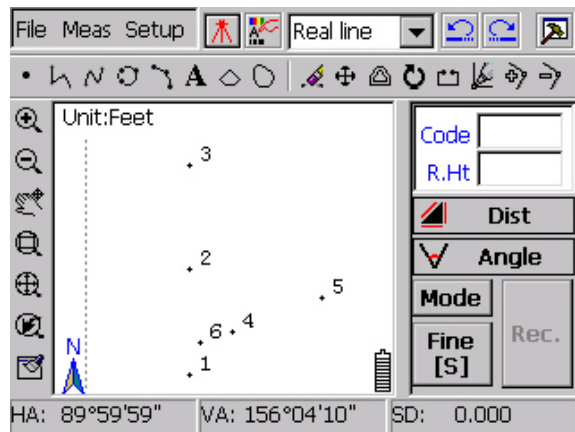 File Meas Setup Real line
A
Unit:Feet
Code
R.Ht
3
Dist
2
Angle
5
Mode
6 4
Fine
[S]
Rec.
N
1
HA: 89°59'59" VA: 156°04'10" SD: 0.000